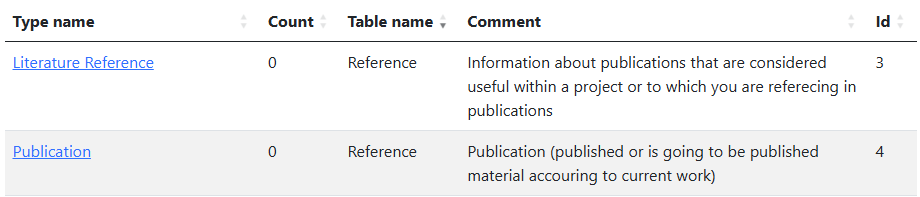 Type name Count Table name Comment Id
Literature Reference 0 Reference Information about publications that are considered 3
useful within a project or to which you are referecing in
publications
Publication 0 Reference Publication (published or is going to be published 4
material accouring to current work)